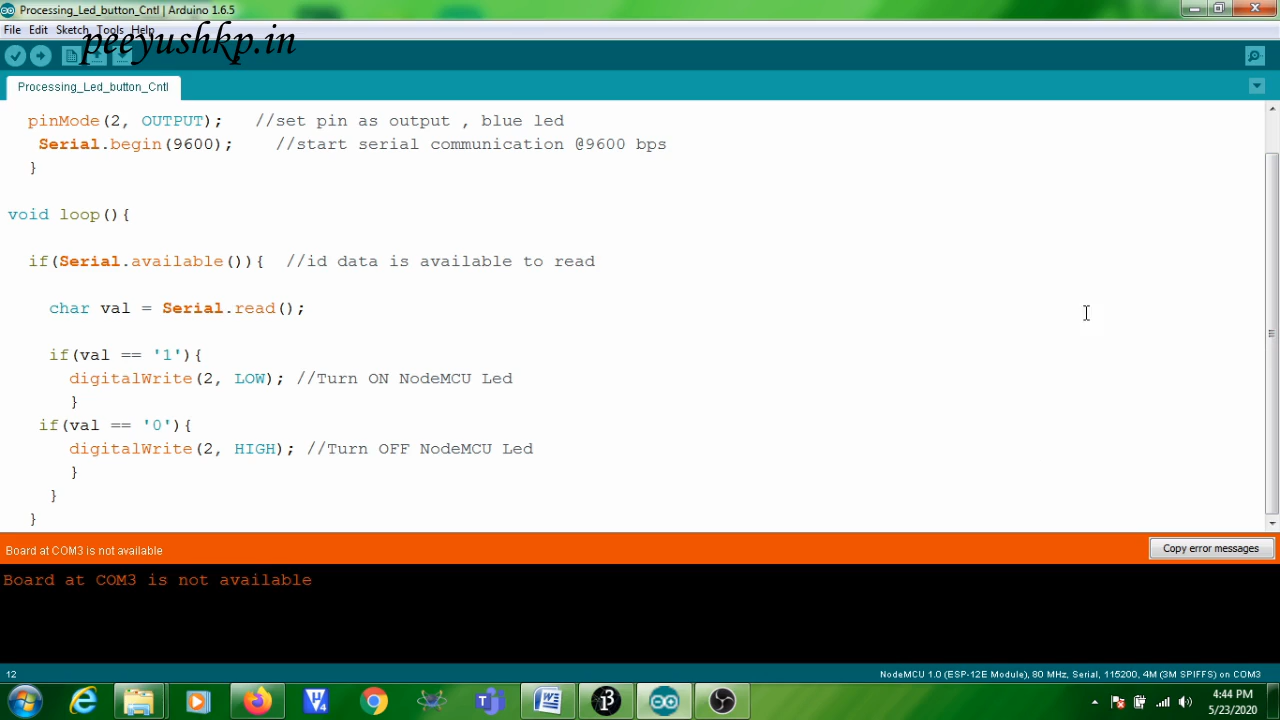 Processing_Led_button_Cntl | Arduino 1.6.5
File Edit Sketch Tools Help
peeyushkp.in
Processing_Led_button_Cntl
pinMode(2, OUTPUT);   //set pin as output , blue led
Serial.begin(9600);    //start serial communication @9600 bps
}
void loop(){
if(Serial.available()){  //id data is available to read
char val = Serial.read();
if(val == '1'){
digitalWrite(2, LOW); //Turn ON NodeMCU Led
}
if(val == '0'){
digitalWrite(2, HIGH); //Turn OFF NodeMCU Led
}
}
}
Board at COM3 is not available
Copy error messages
Board at COM3 is not available
12
NodeMCU 1.0 (ESP-12E Module), 80 MHz, Serial, 115200, 4M (3M SPIFFS) on COM3
4:44 PM
5/23/2020